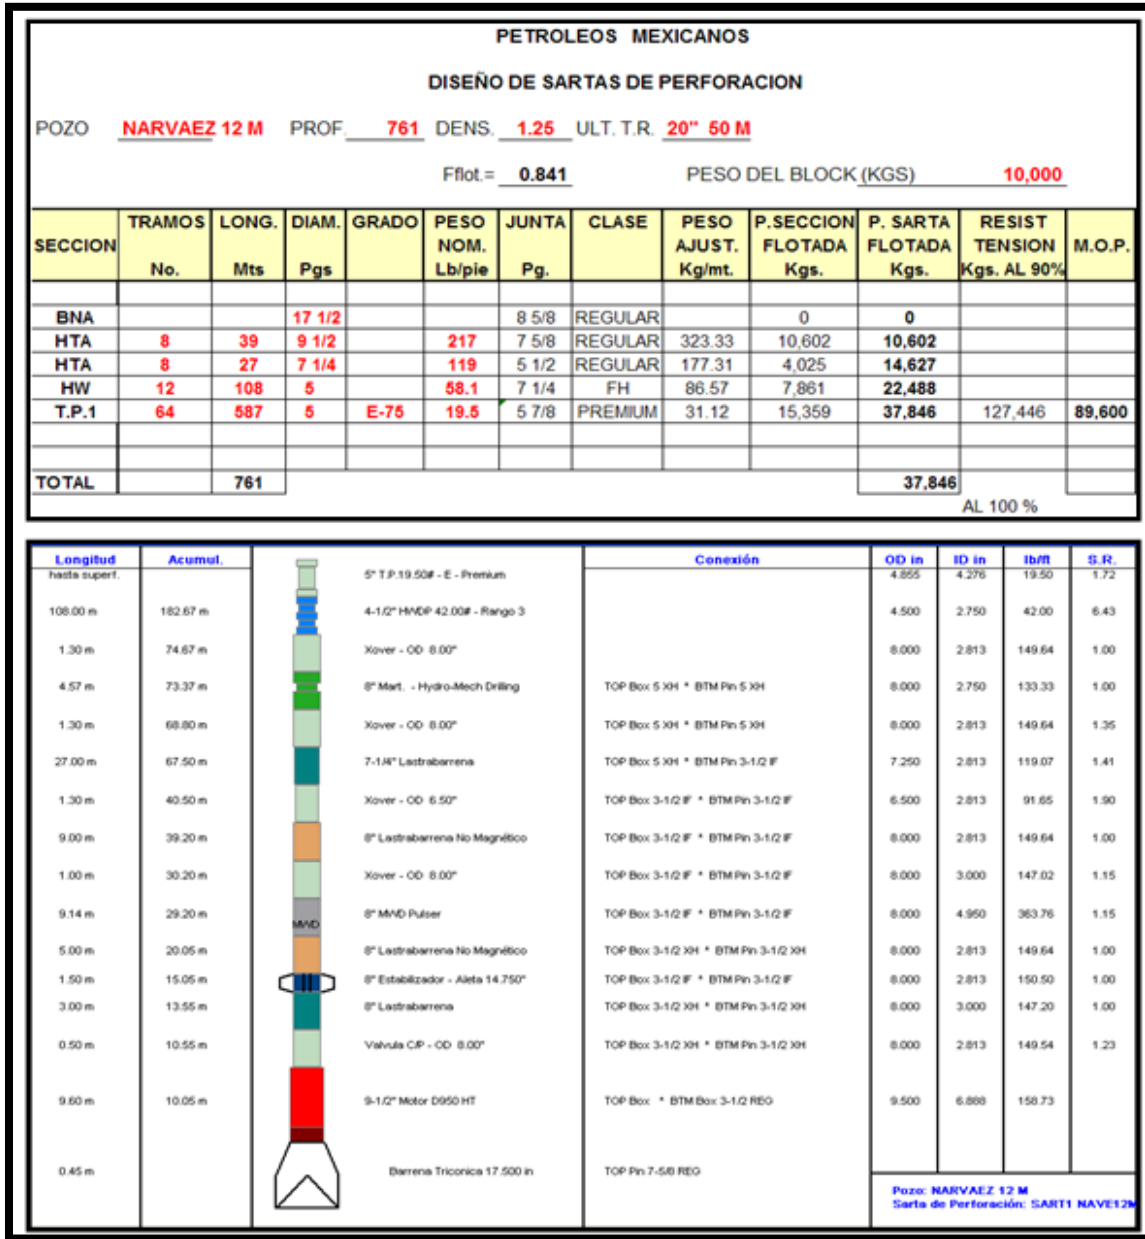 PETROLEOS MEXICANOS
DISEÑO DE SARTAS DE PERFORACION
POZO NARVAEZ 12 M PROF. 761 DENS. 1.25 ULT. T.R. 20" 50 M
Fflot.= 0.841 PESO DEL BLOCK (KGS) 10,000
SECCION TRAMOS No. LONG. Mts DIAM. Pgs GRADO PESO NOM. Lb/pie JUNTA Pg. CLASE PESO AJUST. Kg/mt. P.SECCION FLOTADA Kgs. P. SARTA FLOTADA Kgs. RESIST TENSION Kgs. AL 90% M.O.P.
BNA 17 1/2 8 5/8 REGULAR 0 0
HTA 8 39 9 1/2 217 7 5/8 REGULAR 323.33 10,602 10,602
HTA 8 27 7 1/4 119 5 1/2 REGULAR 177.31 4,025 14,627
HW 12 108 5 58.1 7 1/4 FH 86.57 7,861 22,488
T.P.1 64 587 5 E-75 19.5 5 7/8 PREMIUM 31.12 15,359 37,846 127,446 89,600
TOTAL 761 37,846
AL 100 %
Longitud Acumul. Conexión OD in ID in lb/ft S.R.
hasta superf. 5" T.P.19.50# - E - Premium 4.855 4.276 19.50 1.72
108.00 m 182.67 m 4-1/2" HWDP 42.00# - Rango 3 4.500 2.750 42.00 6.43
1.30 m 74.67 m Xover - OD 8.00" 8.000 2.813 149.64 1.00
4.57 m 73.37 m 8" Mart. - Hydro-Mech Drilling TOP Box 5 XH * BTM Pin 5 XH 8.000 2.750 133.33 1.00
1.30 m 68.80 m Xover - OD 8.00" TOP Box 5 XH * BTM Pin 5 XH 8.000 2.813 149.64 1.35
27.00 m 67.50 m 7-1/4" Lastrabarrena TOP Box 5 XH * BTM Pin 3-1/2 IF 7.250 2.813 119.07 1.41
1.30 m 40.50 m Xover - OD 6.50" TOP Box 3-1/2 IF * BTM Pin 3-1/2 IF 6.500 2.813 91.65 1.90
9.00 m 39.20 m 8" Lastrabarrena No Magnético TOP Box 3-1/2 IF * BTM Pin 3-1/2 IF 8.000 2.813 149.64 1.00
1.00 m 30.20 m Xover - OD 8.00" TOP Box 3-1/2 IF * BTM Pin 3-1/2 IF 8.000 3.000 147.02 1.15
9.14 m 29.20 m MWD 8" MWD Pulser TOP Box 3-1/2 IF * BTM Pin 3-1/2 IF 8.000 4.950 363.76 1.15
5.00 m 20.05 m 8" Lastrabarrena No Magnético TOP Box 3-1/2 XH * BTM Pin 3-1/2 XH 8.000 2.813 149.64 1.00
1.50 m 15.05 m 8" Estabilizador - Aleta 14.750" TOP Box 3-1/2 IF * BTM Pin 3-1/2 IF 8.000 2.813 150.50 1.00
3.00 m 13.55 m 8" Lastrabarrena TOP Box 3-1/2 XH * BTM Pin 3-1/2 XH 8.000 3.000 147.20 1.00
0.50 m 10.55 m Valvula C/P - OD 8.00" TOP Box 3-1/2 XH * BTM Pin 3-1/2 XH 8.000 2.813 149.54 1.23
9.60 m 10.05 m 9-1/2" Motor D950 HT TOP Box * BTM Box 3-1/2 REG 9.500 6.888 158.73
0.45 m Barrena Triconica 17.500 in TOP Pin 7-5/8 REG
Pozo: NARVAEZ 12 M
Sarta de Perforación: SART1 NAVE12M